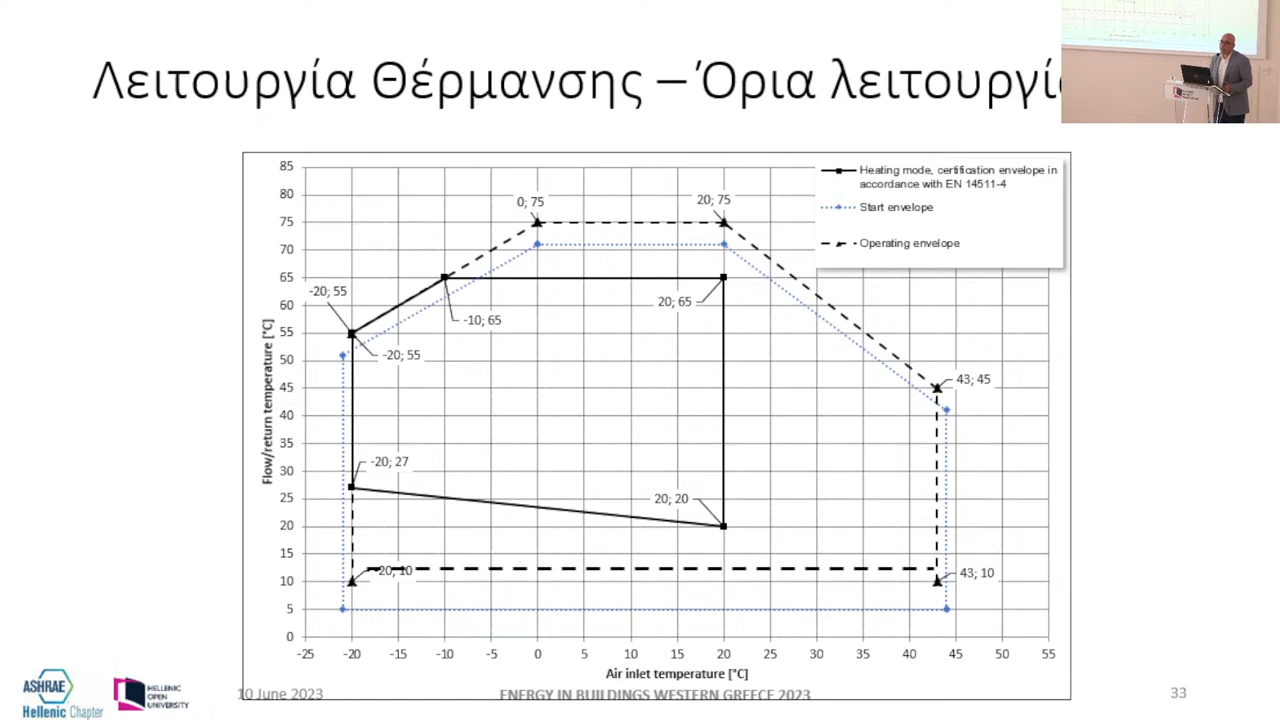 Λειτουργία Θέρμανσης – Όρια λειτουργί
85
80
75
70
65
60
55
50
45
40
35
30
25
20
15
10
5
0
Flow/return temperature [°C]
0; 75
20; 75
-20; 55
-10; 65
20; 65
-20; 55
43; 45
-20; 27
20; 20
-20; 10
43; 10
Heating mode, certification envelope in
accordance with EN 14511-4
Start envelope
Operating envelope
-25 -20 -15 -10 -5 0 5 10 15 20 25 30 35 40 45 50 55
Air inlet temperature [°C]
ASHRAE
Hellenic Chapter
HELLENIC
OPEN
UNIVERSITY
10 June 2023
ENERGY IN BUILDINGS WESTERN GREECE 2023
33